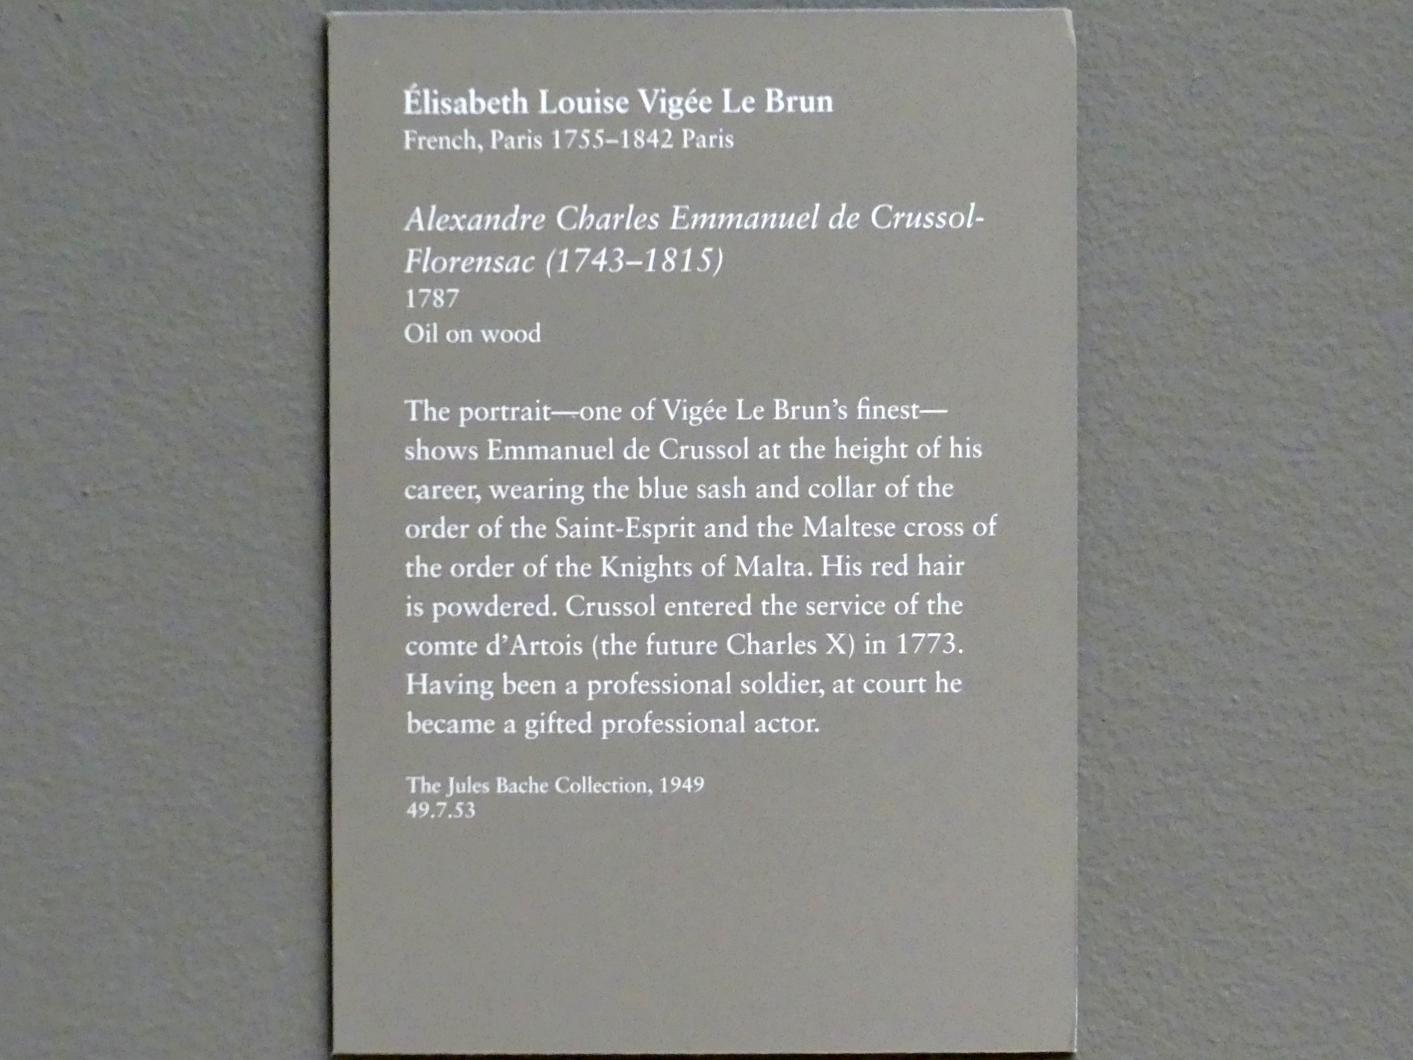 Élisabeth Louise Vigée Le Brun
French, Paris 1755–1842 Paris
Alexandre Charles Emmanuel de Crussol-
Florensac (1743–1815)
1787
Oil on wood
The portrait—one of Vigée Le Brun’s finest—
shows Emmanuel de Crussol at the height of his
career, wearing the blue sash and collar of the
order of the Saint-Esprit and the Maltese cross of
the order of the Knights of Malta. His red hair
is powdered. Crussol entered the service of the
comte d’Artois (the future Charles X) in 1773.
Having been a professional soldier, at court he
became a gifted professional actor.
The Jules Bache Collection, 1949
49.7.53